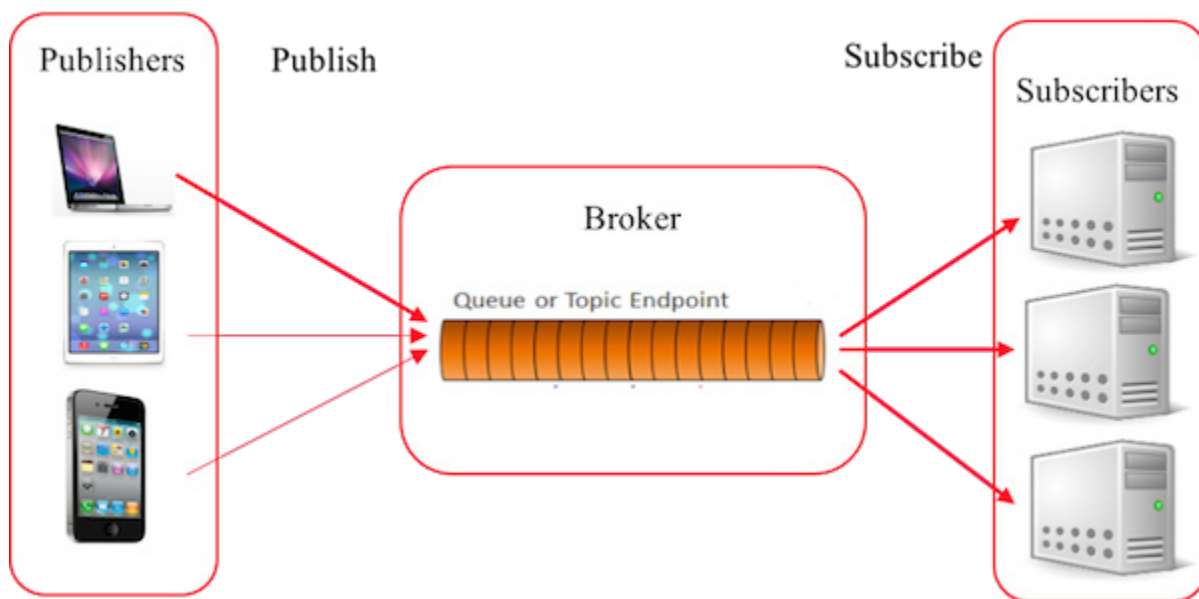 Publishers
Publish
Subscribe
Subscribers
Broker
Queue or Topic Endpoint